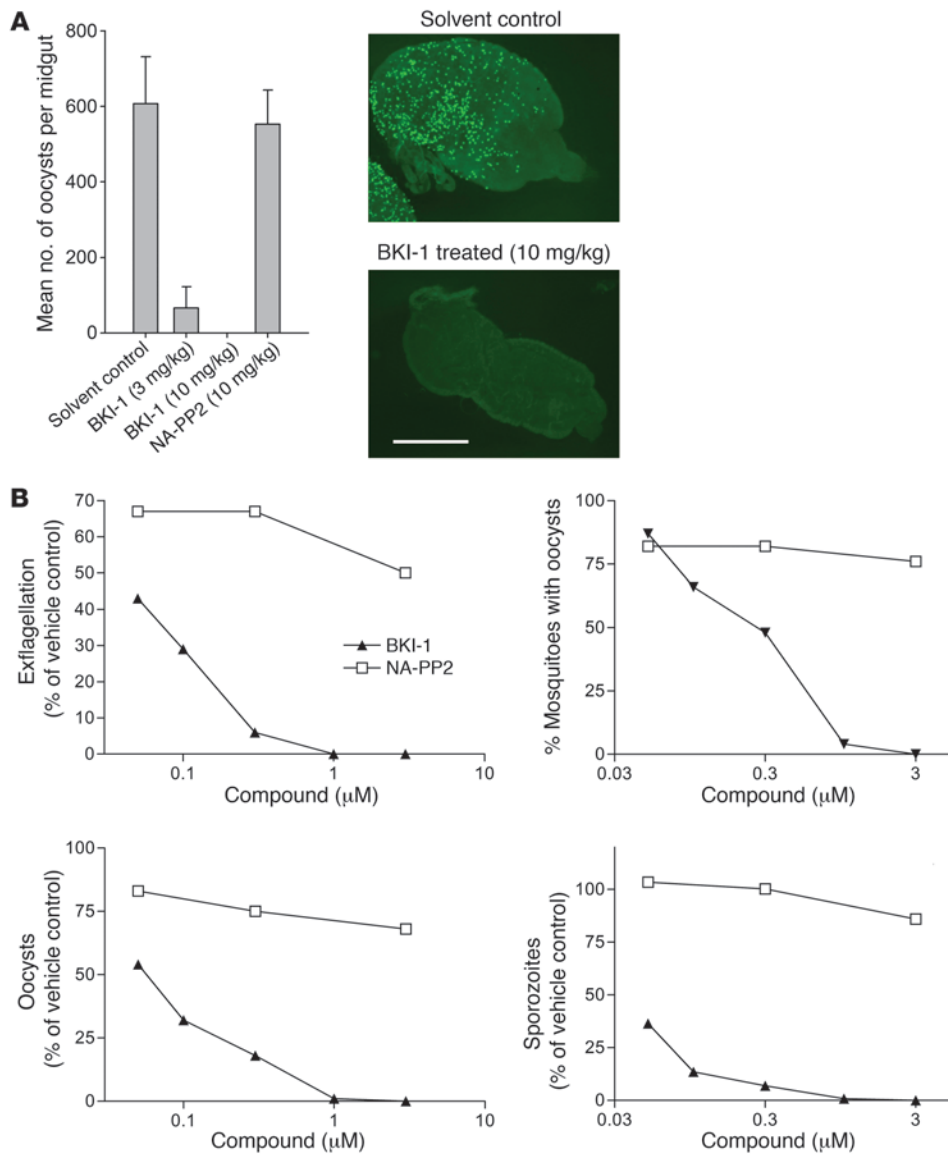 A
Solvent control
800
600
400
200
0
Mean no. of oocysts per midgut
Solvent control
BKI-1 (3 mg/kg)
BKI-1 (10 mg/kg)
NA-PP2 (10 mg/kg)
BKI-1 treated (10 mg/kg)
B
70
60
50
40
30
20
10
0
Exflagellation
(% of vehicle control)
BKI-1
NA-PP2
0.1
1
10
Compound (μM)
100
75
50
25
0
% Mosquitoes with oocysts
0.03
0.3
3
Compound (μM)
100
75
50
25
0
Oocysts
(% of vehicle control)
0.1
1
10
Compound (μM)
100
75
50
25
0
Sporozoites
(% of vehicle control)
0.03
0.3
3
Compound (μM)